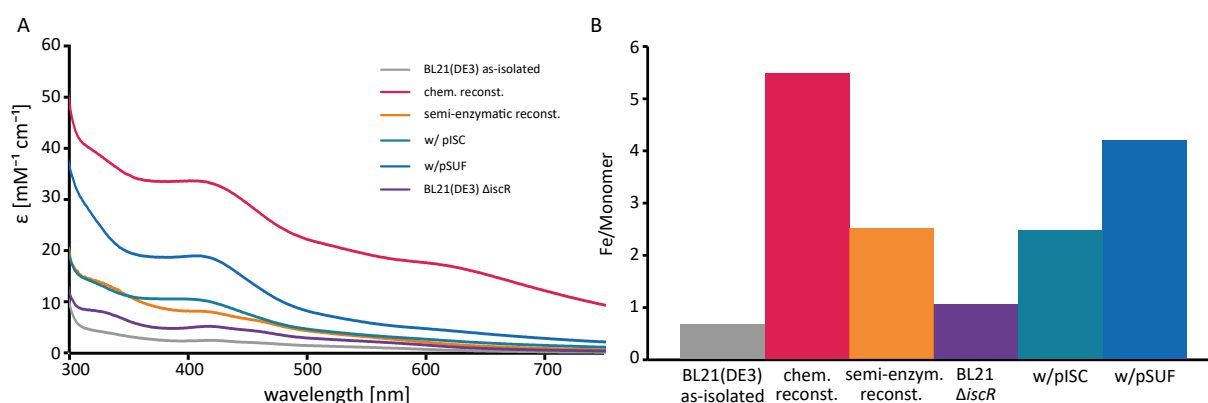 A
60
50
40
30
20
10
0
ε [mM⁻¹ cm⁻¹]
300
400
500
600
700
wavelength [nm]
BL21(DE3) as-isolated
chem. reconst.
semi-enzymatic reconst.
w/ pISC
w/pSUF
BL21(DE3) ΔiscR
B
6
5
4
3
2
1
0
Fe/Monomer
BL21(DE3)
as-isolated
chem.
reconst.
semi-enzym.
reconst.
BL21
ΔiscR
w/pISC
w/pSUF